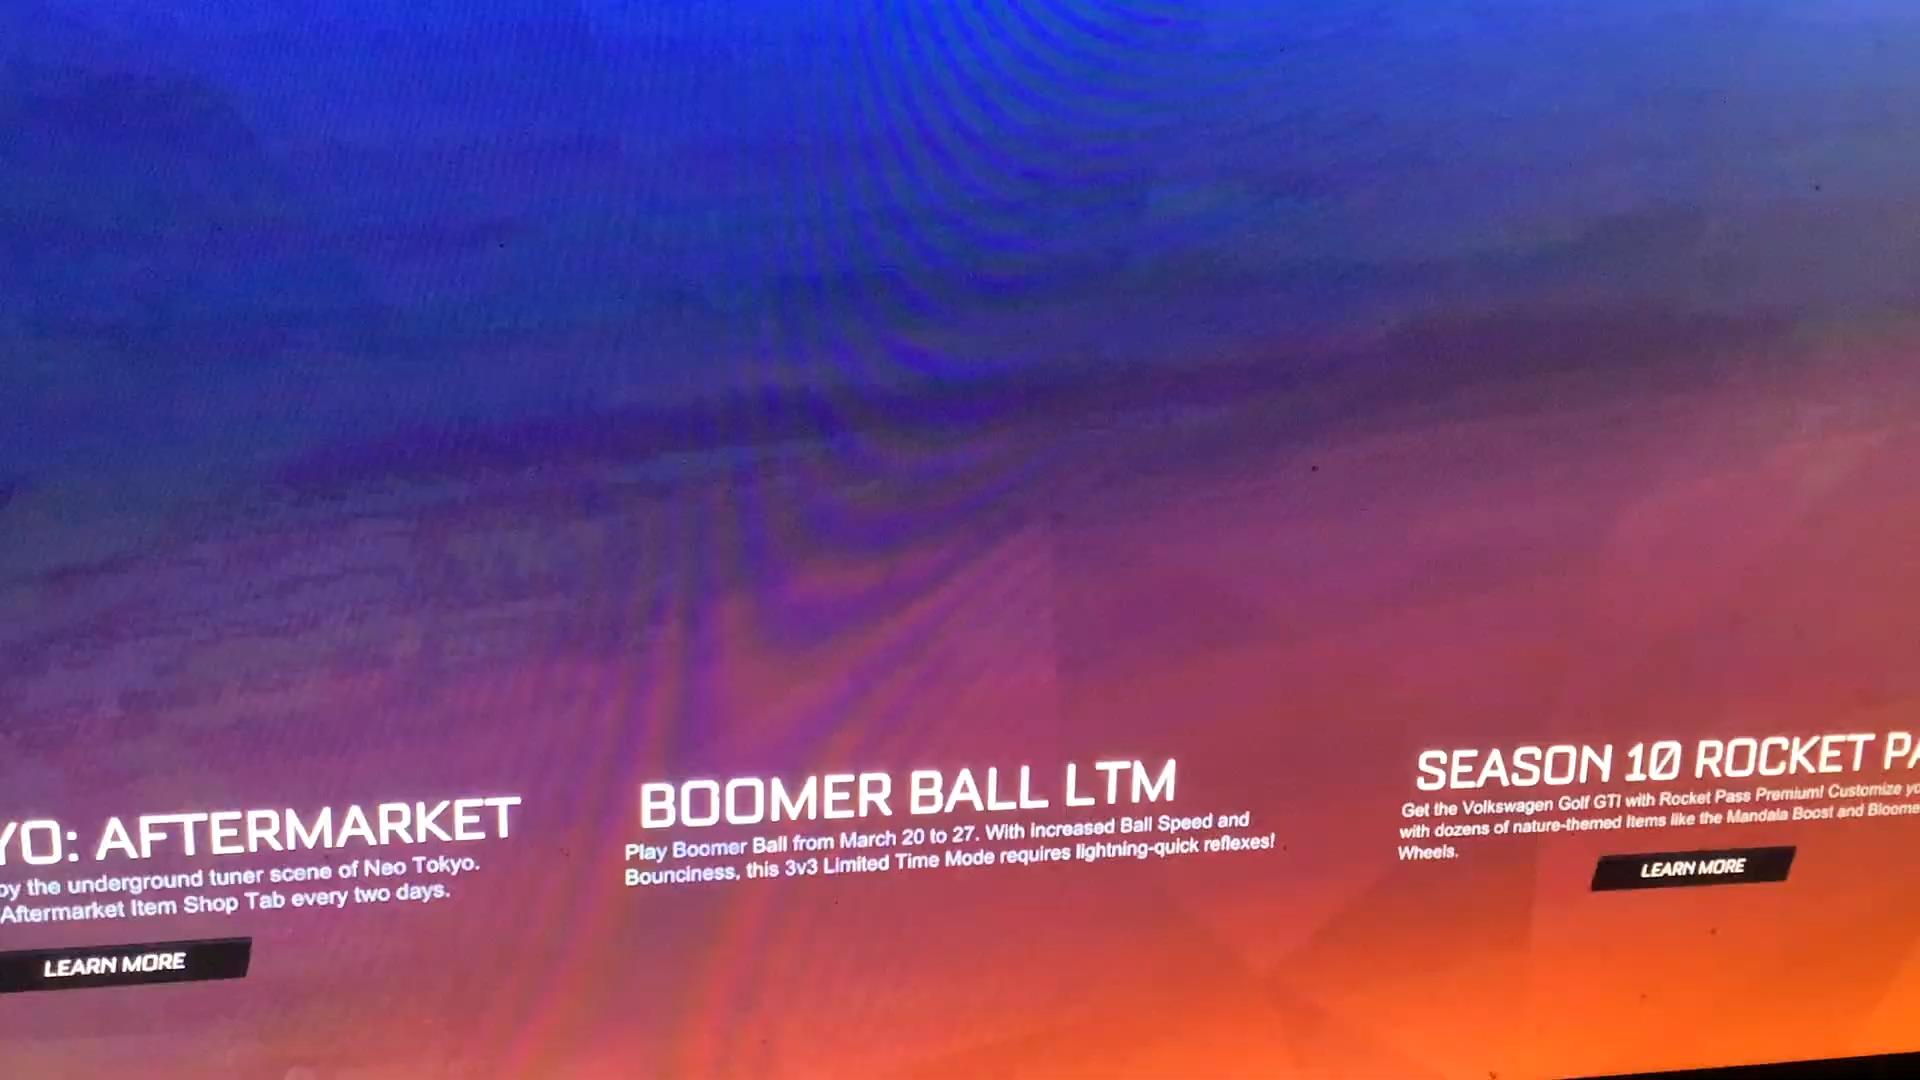 YO: AFTERMARKET
by the underground tuner scene of Neo Tokyo.
Aftermarket Item Shop Tab every two days.
LEARN MORE
BOOMER BALL LTM
Play Boomer Ball from March 20 to 27. With increased Ball Speed and
Bounciness, this 3v3 Limited Time Mode requires lightning-quick reflexes!
SEASON 10 ROCKET PA
Get the Volkswagen Golf GTI with Rocket Pass Premium! Customize yo
with dozens of nature-themed Items like the Mandala Boost and Bloome
Wheels.
LEARN MORE